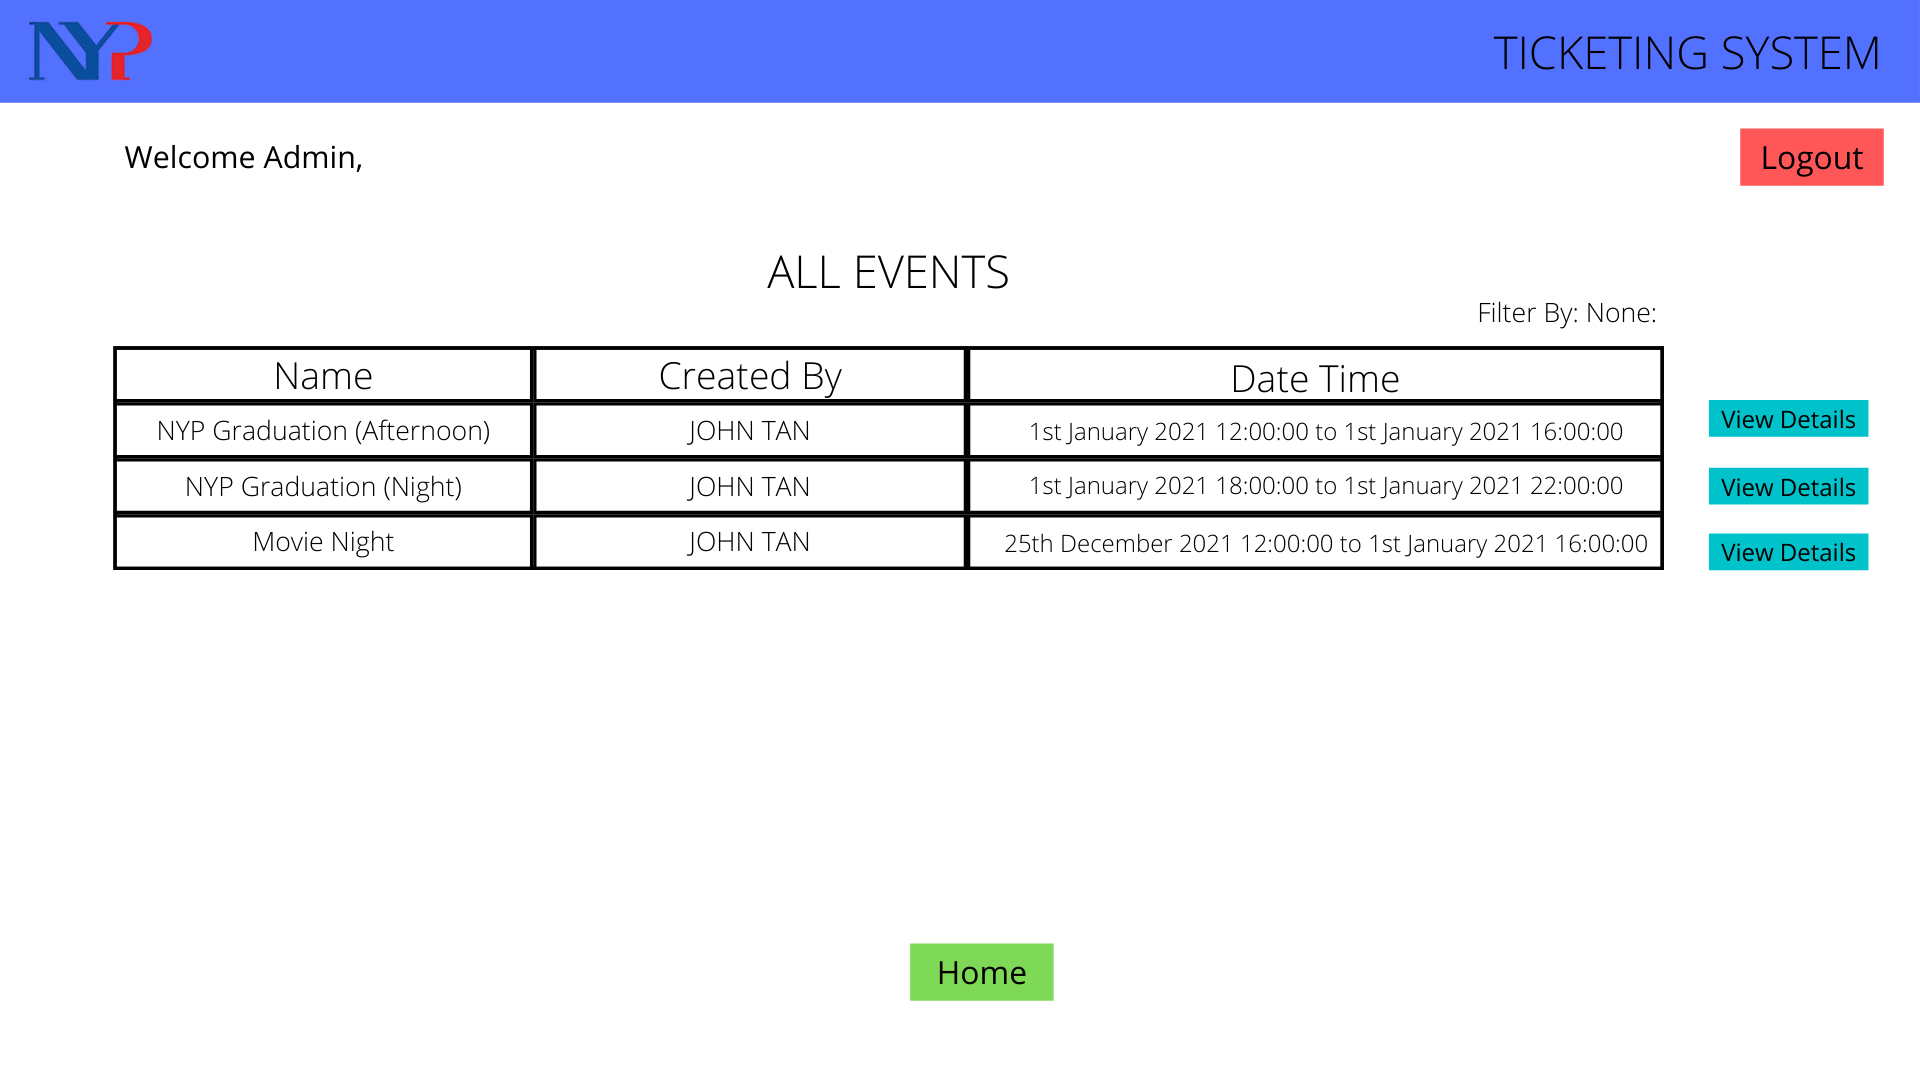 NYP
TICKETING SYSTEM
Welcome Admin,
Logout
ALL EVENTS
Filter By: None:
Name Created By Date Time
NYP Graduation (Afternoon) JOHN TAN 1st January 2021 12:00:00 to 1st January 2021 16:00:00 View Details
NYP Graduation (Night) JOHN TAN 1st January 2021 18:00:00 to 1st January 2021 22:00:00 View Details
Movie Night JOHN TAN 25th December 2021 12:00:00 to 1st January 2021 16:00:00 View Details
Home